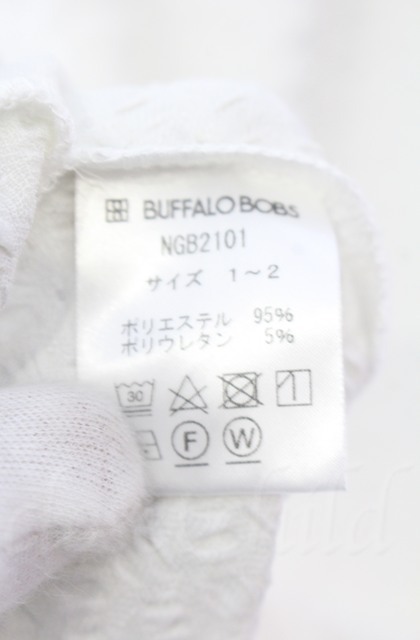 BUFFALO BOBS
NGB2101
サイズ 1～2
ポリエステル 95%
ポリウレタン 5%
30
F W